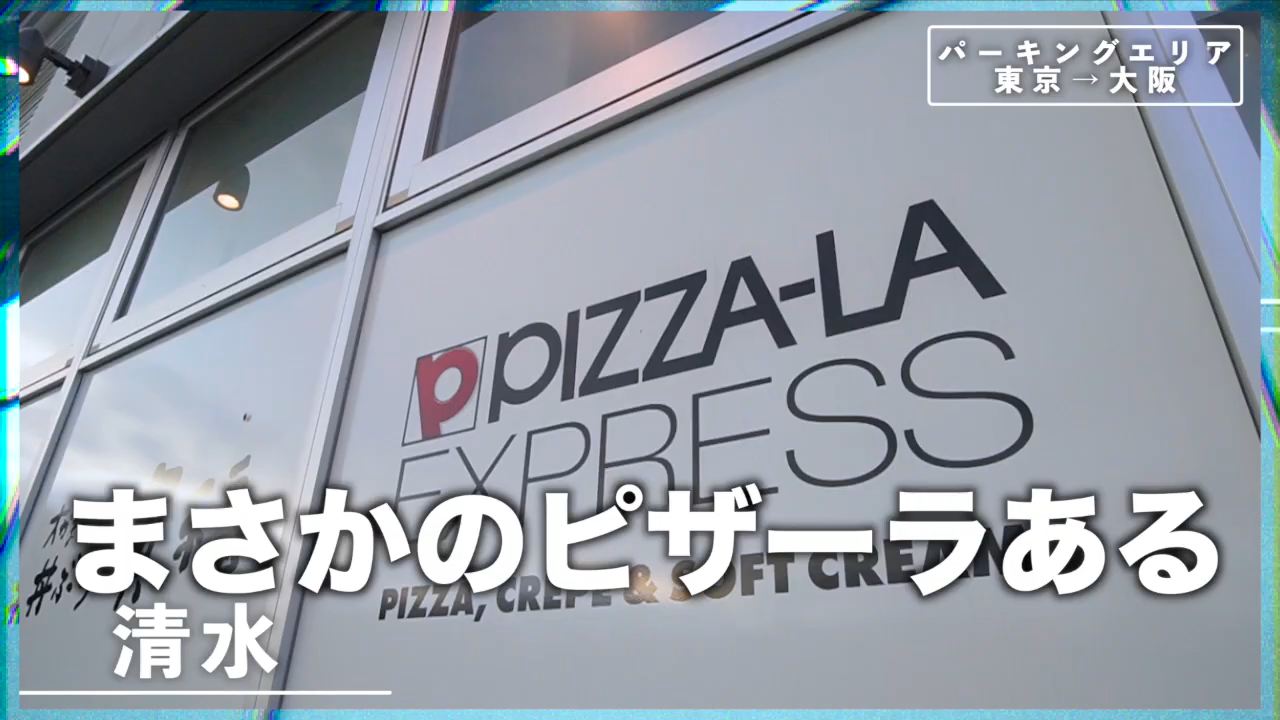 パーキングエリア
東京→大阪
P PIZZA-LA
EXPRESS
まさかのピザーラある
PIZZA, CREPE & SOFT CREAM
清水